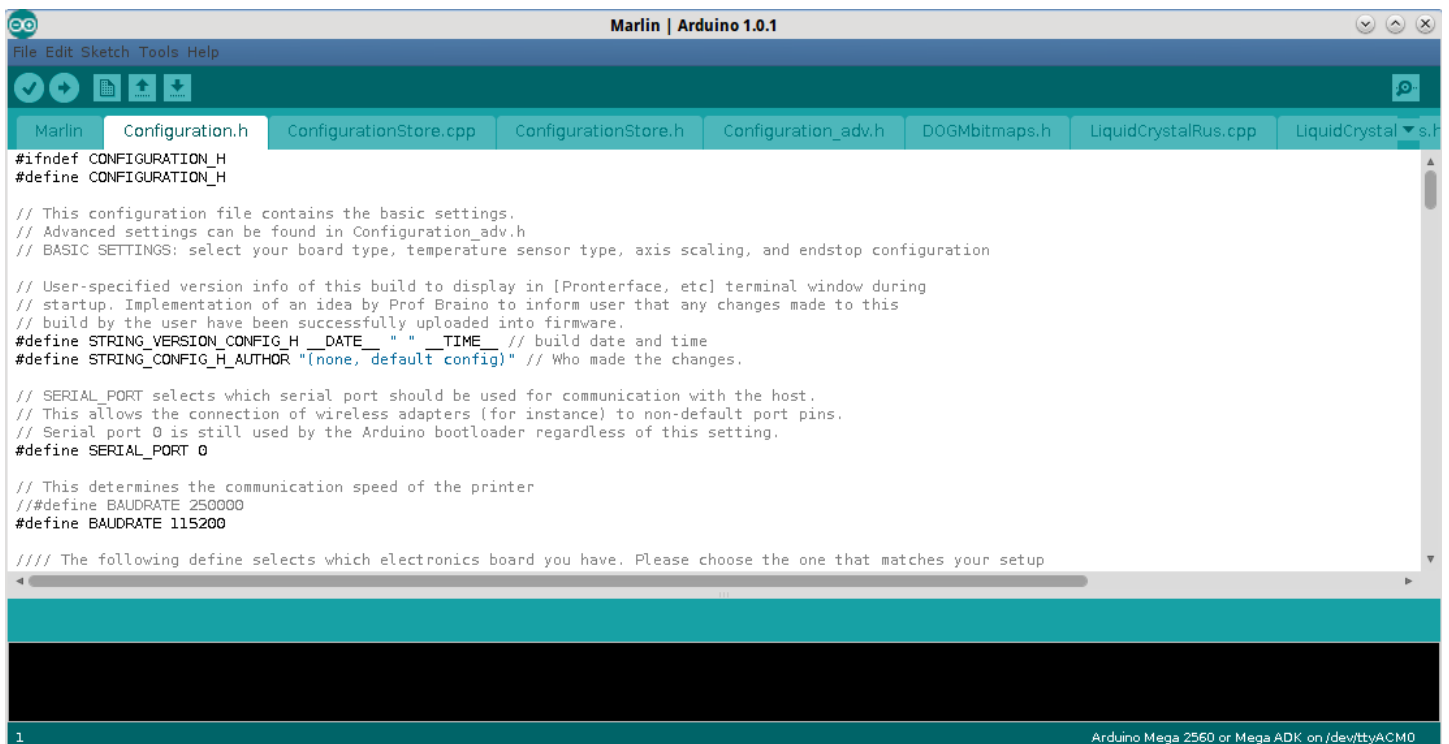 Marlin | Arduino 1.0.1
File Edit Sketch Tools Help
Marlin Configuration.h ConfigurationStore.cpp ConfigurationStore.h Configuration_adv.h DOGMbitmaps.h LiquidCrystalRus.cpp LiquidCrystal s.h
#ifndef CONFIGURATION_H
#define CONFIGURATION_H
// This configuration file contains the basic settings.
// Advanced settings can be found in Configuration_adv.h
// BASIC SETTINGS: select your board type, temperature sensor type, axis scaling, and endstop configuration
// User-specified version info of this build to display in [Pronterface, etc] terminal window during
// startup. Implementation of an idea by Prof Braino to inform user that any changes made to this
// build by the user have been successfully uploaded into firmware.
#define STRING_VERSION_CONFIG_H __DATE__ " " __TIME__ // build date and time
#define STRING_CONFIG_H_AUTHOR "(none, default config)" // Who made the changes.
// SERIAL_PORT selects which serial port should be used for communication with the host.
// This allows the connection of wireless adapters (for instance) to non-default port pins.
// Serial port 0 is still used by the Arduino bootloader regardless of this setting.
#define SERIAL_PORT 0
// This determines the communication speed of the printer
//#define BAUDRATE 250000
#define BAUDRATE 115200
//// The following define selects which electronics board you have. Please choose the one that matches your setup
1 Arduino Mega 2560 or Mega ADK on /dev/ttyACM0